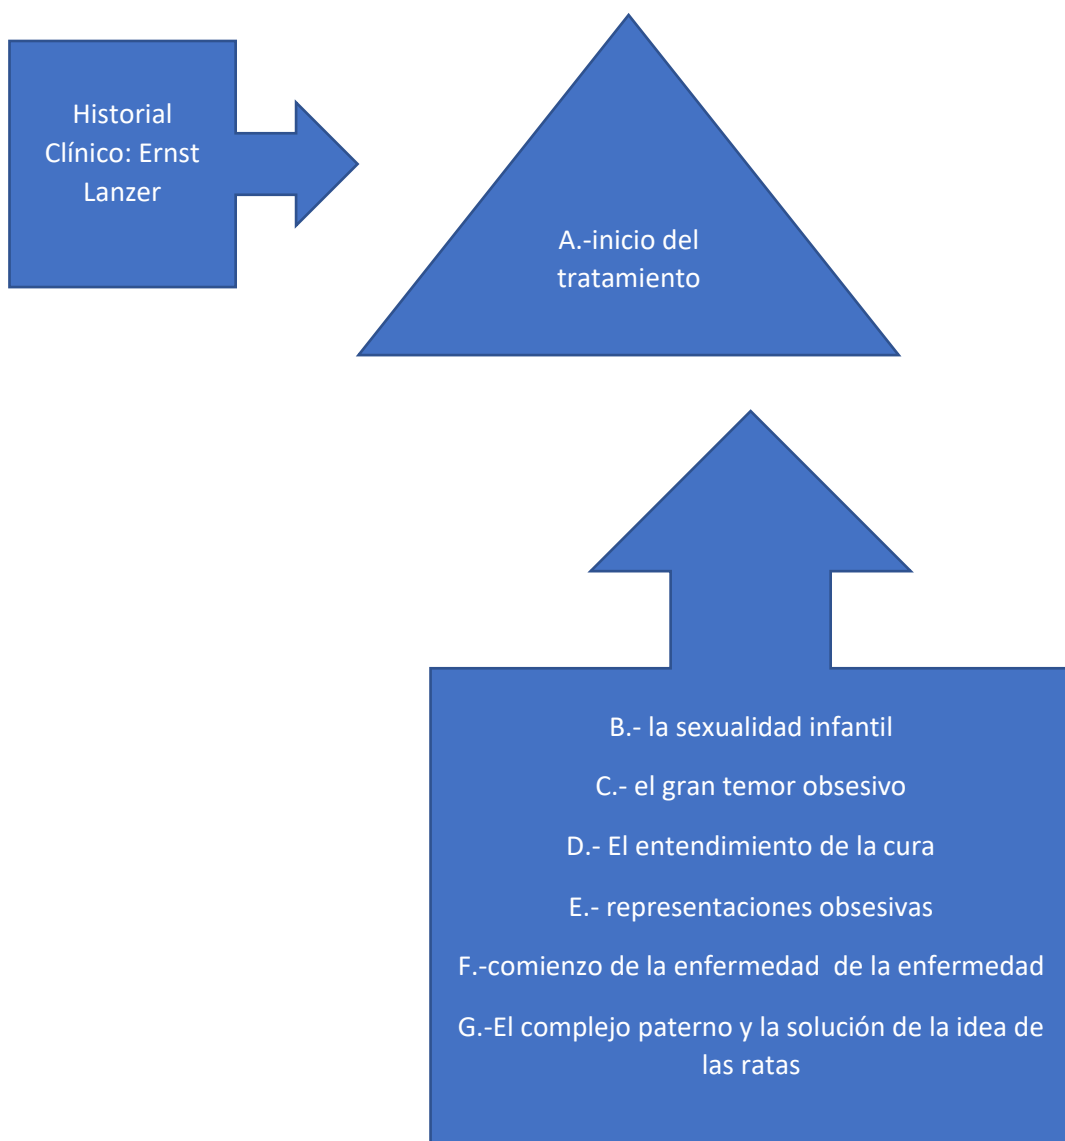 Historial
Clínico: Ernst
Lanzer
A.-inicio del
tratamiento
B.- la sexualidad infantil
C.- el gran temor obsesivo
D.- El entendimiento de la cura
E.- representaciones obsesivas
F.-comienzo de la enfermedad  de la enfermedad
G.-El complejo paterno y la solución de la idea de
las ratas